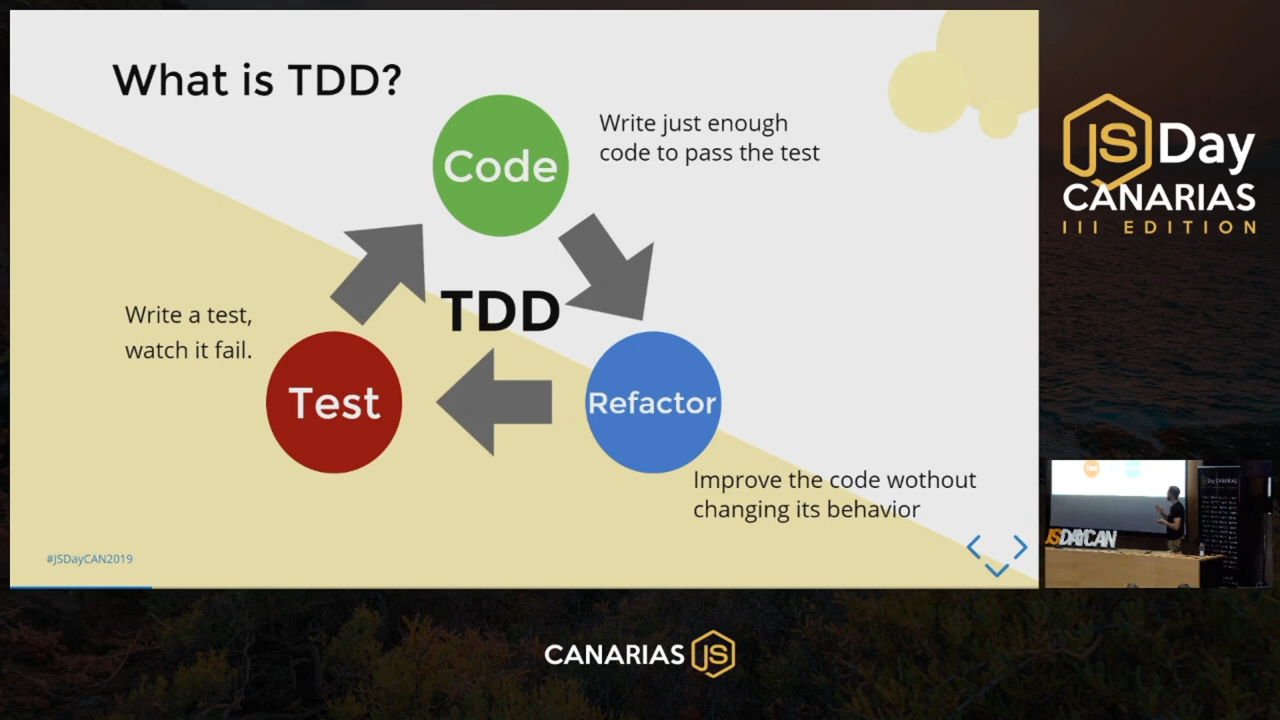 What is TDD?
Code
Write just enough
code to pass the test
TDD
Write a test,
watch it fail.
Test
Refactor
Improve the code wothout
changing its behavior
#JSDayCAN2019
JS Day
CANARIAS
III EDITION
JSDAYCAN
CANARIAS JS